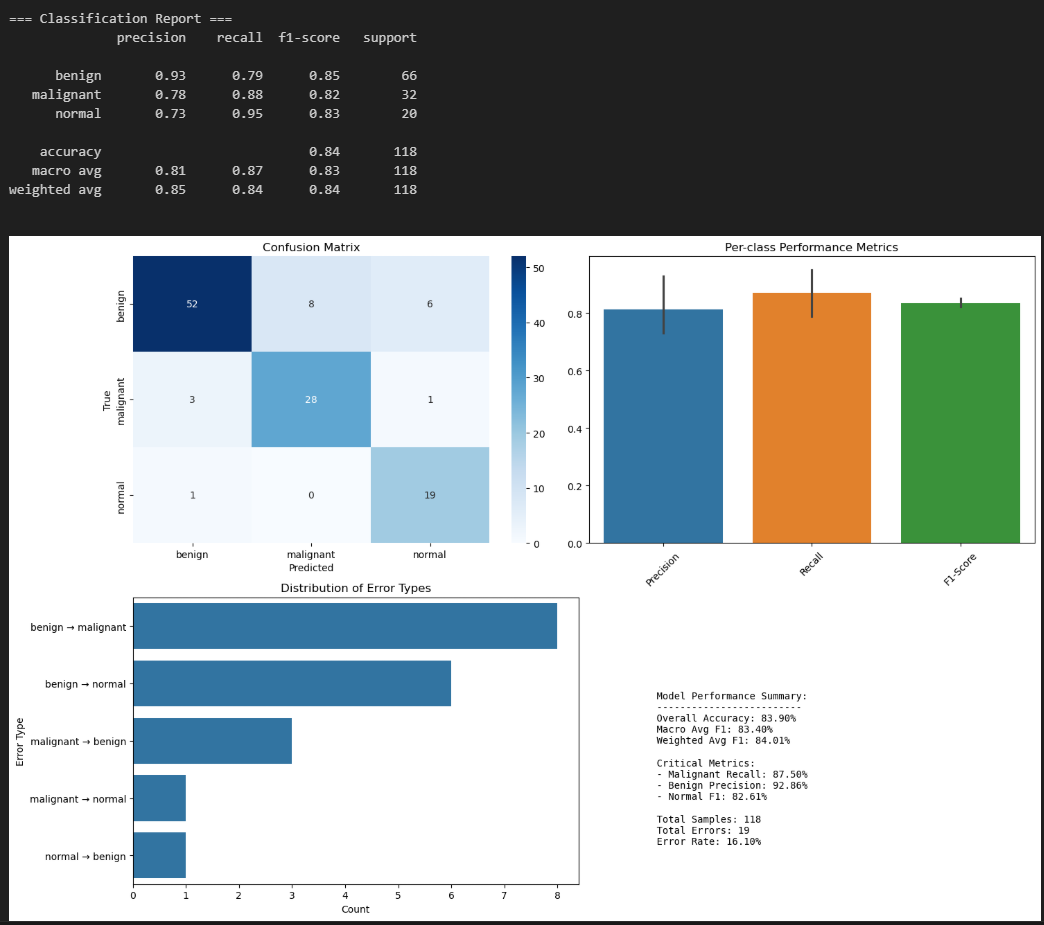 === Classification Report ===
precision recall f1-score support
benign 0.93 0.79 0.85 66
malignant 0.78 0.88 0.82 32
normal 0.73 0.95 0.83 20
accuracy 0.84 118
macro avg 0.81 0.87 0.83 118
weighted avg 0.85 0.84 0.84 118
Confusion Matrix
True
benign
malignant
normal
52 8 6
3 28 1
1 0 19
benign malignant normal
Predicted
50
40
30
20
10
0
Per-class Performance Metrics
0.8
0.6
0.4
0.2
0.0
Precision
Recall
F1-Score
Distribution of Error Types
Error Type
benign → malignant
benign → normal
malignant → benign
malignant → normal
normal → benign
0 1 2 3 4 5 6 7 8
Count
Model Performance Summary:
-------------------------
Overall Accuracy: 83.90%
Macro Avg F1: 83.40%
Weighted Avg F1: 84.01%
Critical Metrics:
- Malignant Recall: 87.50%
- Benign Precision: 92.86%
- Normal F1: 82.61%
Total Samples: 118
Total Errors: 19
Error Rate: 16.10%